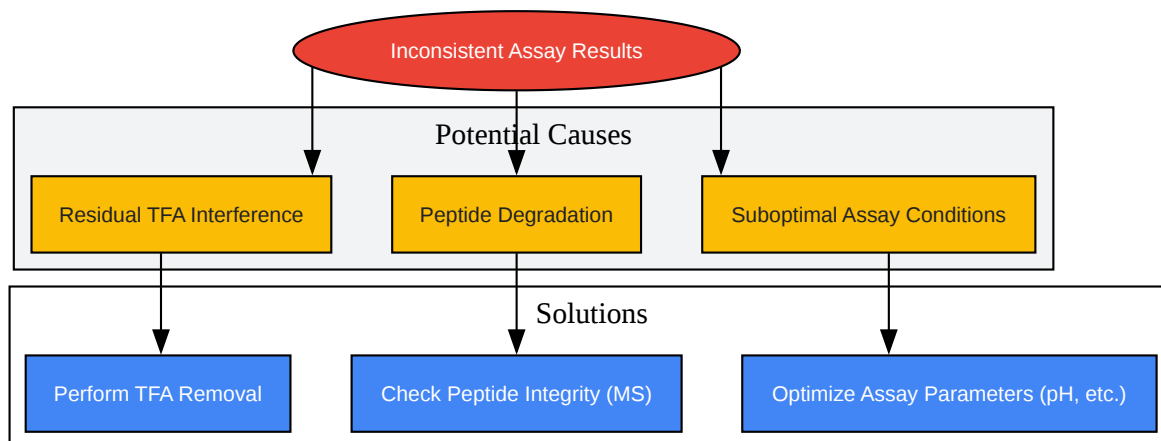 Inconsistent Assay Results
Potential Causes
Residual TFA Interference
Peptide Degradation
Suboptimal Assay Conditions
Solutions
Perform TFA Removal
Check Peptide Integrity (MS)
Optimize Assay Parameters (pH, etc.)